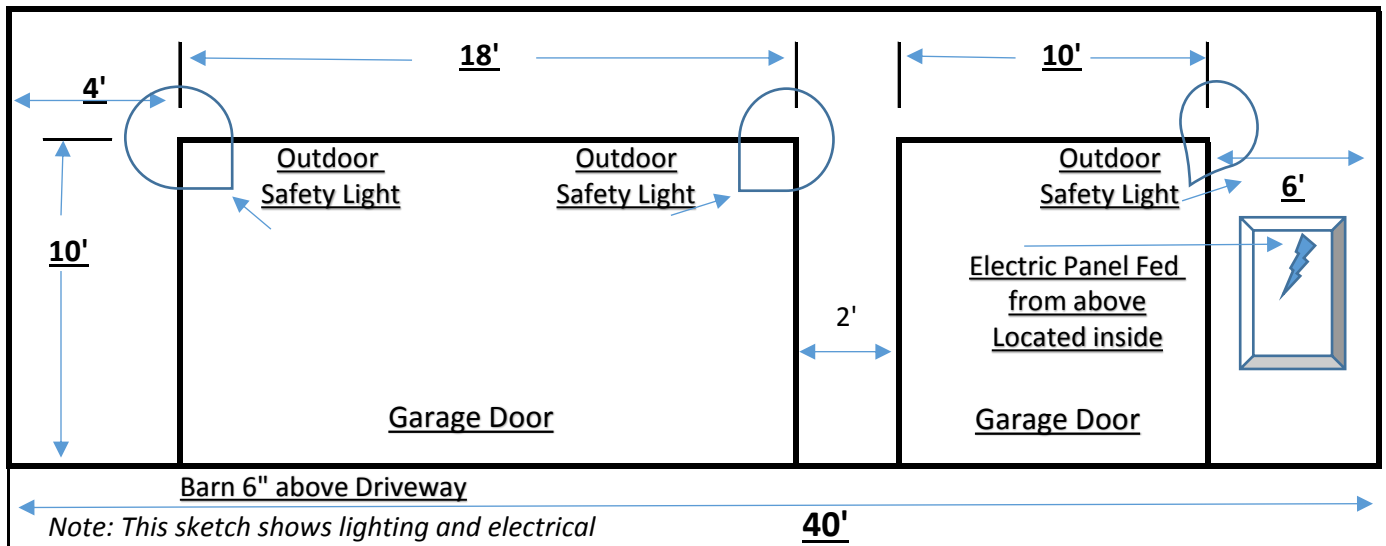 18'
10'
4'
Outdoor
Safety Light
Outdoor
Safety Light
Outdoor
Safety Light
6'
10'
Electric Panel Fed
from above
Located inside
2'
Garage Door
Garage Door
Barn 6" above Driveway
Note: This sketch shows lighting and electrical
40'